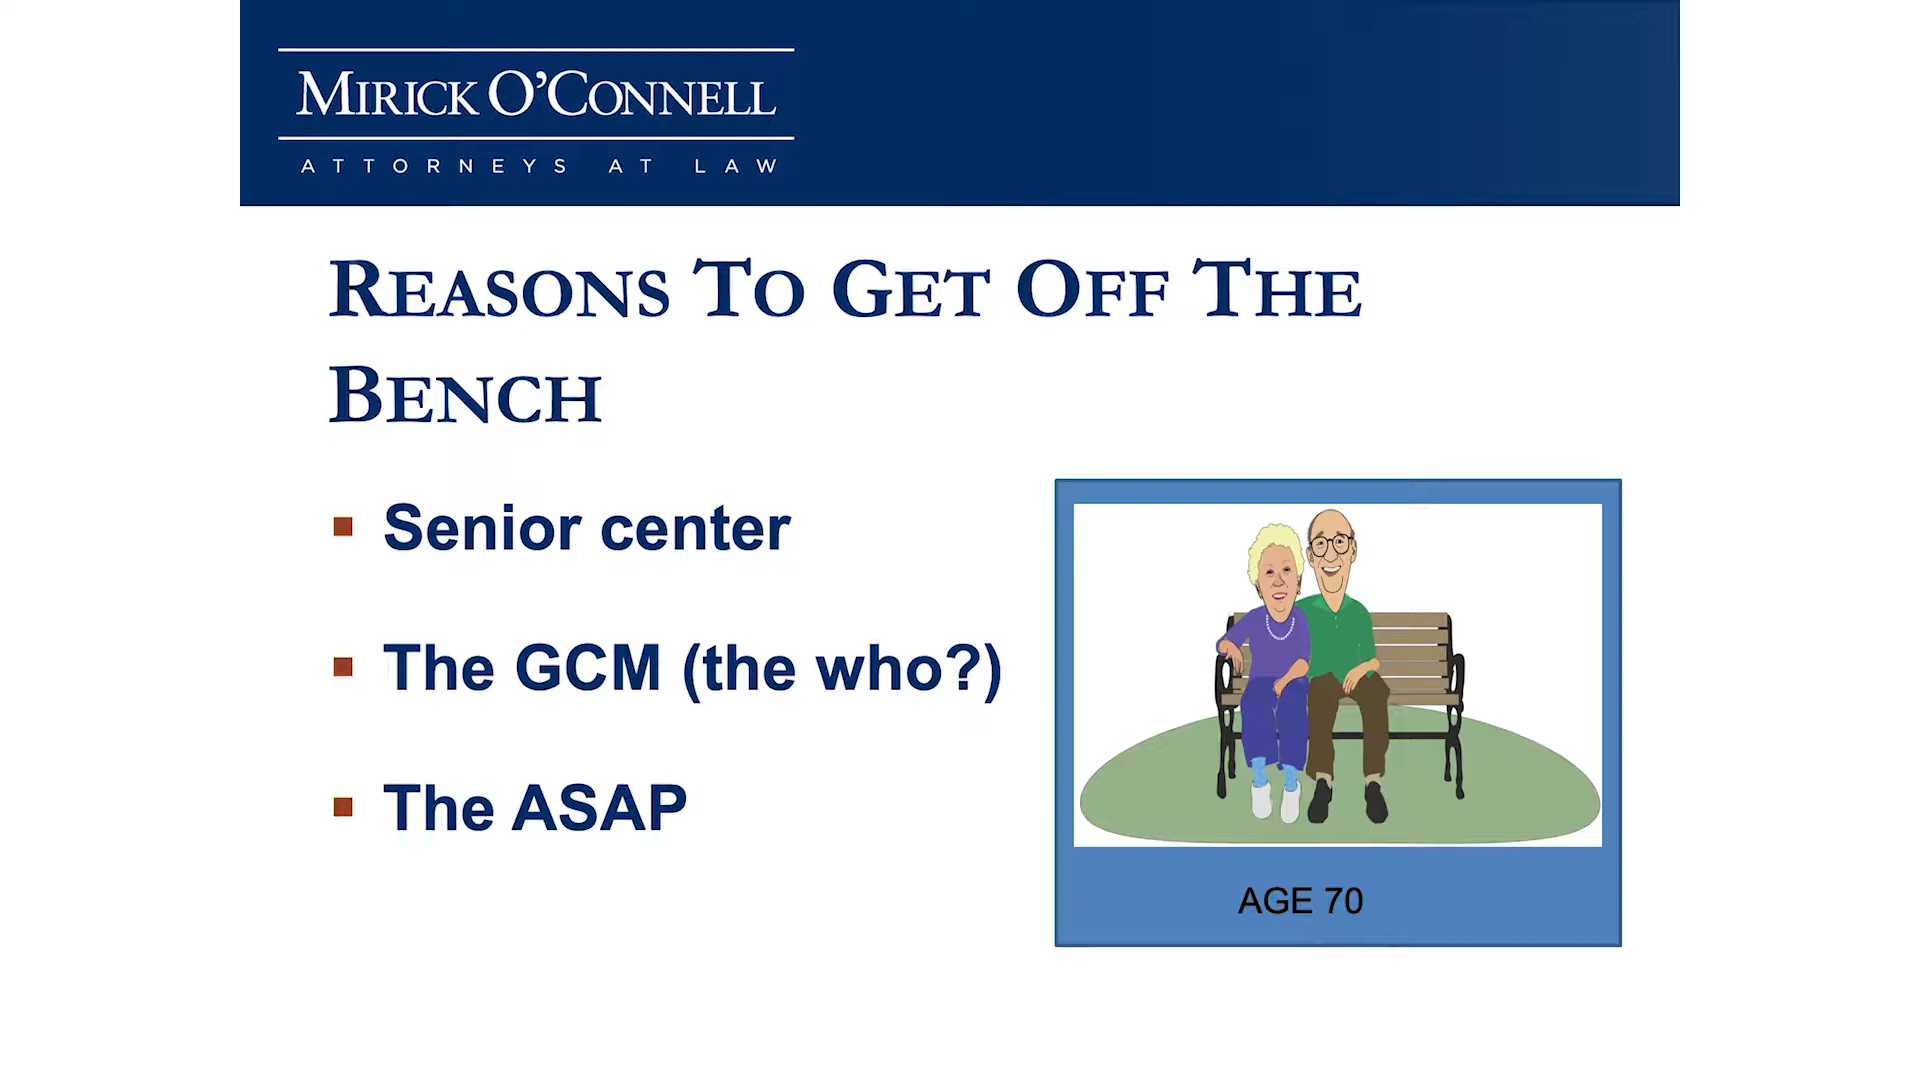 MIRICK O'CONNELL
ATTORNEYS AT LAW
REASONS TO GET OFF THE
BENCH
Senior center
The GCM (the who?)
The ASAP
AGE 70